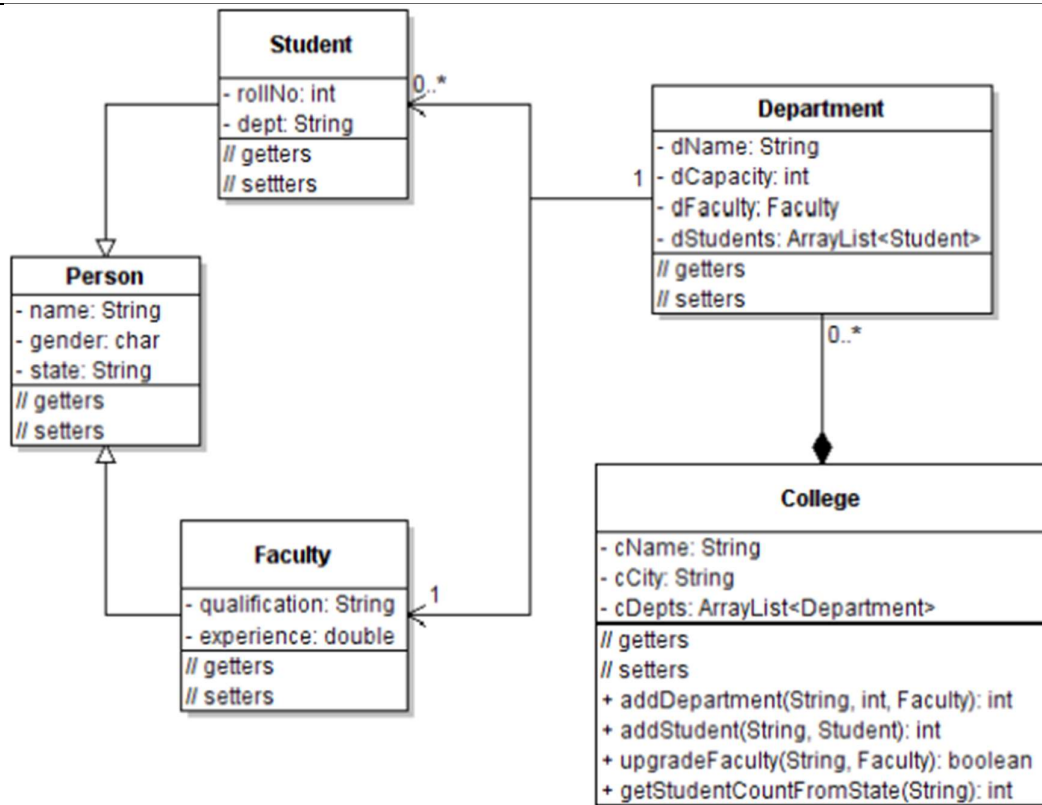 Student
- rollNo: int
- dept: String
// getters
// settters
0..*
Department
- dName: String
- dCapacity: int
- dFaculty: Faculty
- dStudents: ArrayList<Student>
// getters
// setters
1
0..*
Person
- name: String
- gender: char
- state: String
// getters
// setters
Faculty
- qualification: String
- experience: double
// getters
// setters
1
College
- cName: String
- cCity: String
- cDepts: ArrayList<Department>
// getters
// setters
+ addDepartment(String, int, Faculty): int
+ addStudent(String, Student): int
+ upgradeFaculty(String, Faculty): boolean
+ getStudentCountFromState(String): int